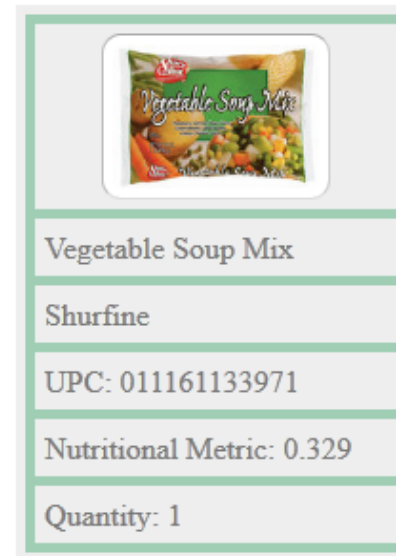 Vegetable Soup Mix
Vegetable Soup Mix
Shurfine
UPC: 011161133971
Nutritional Metric: 0.329
Quantity: 1